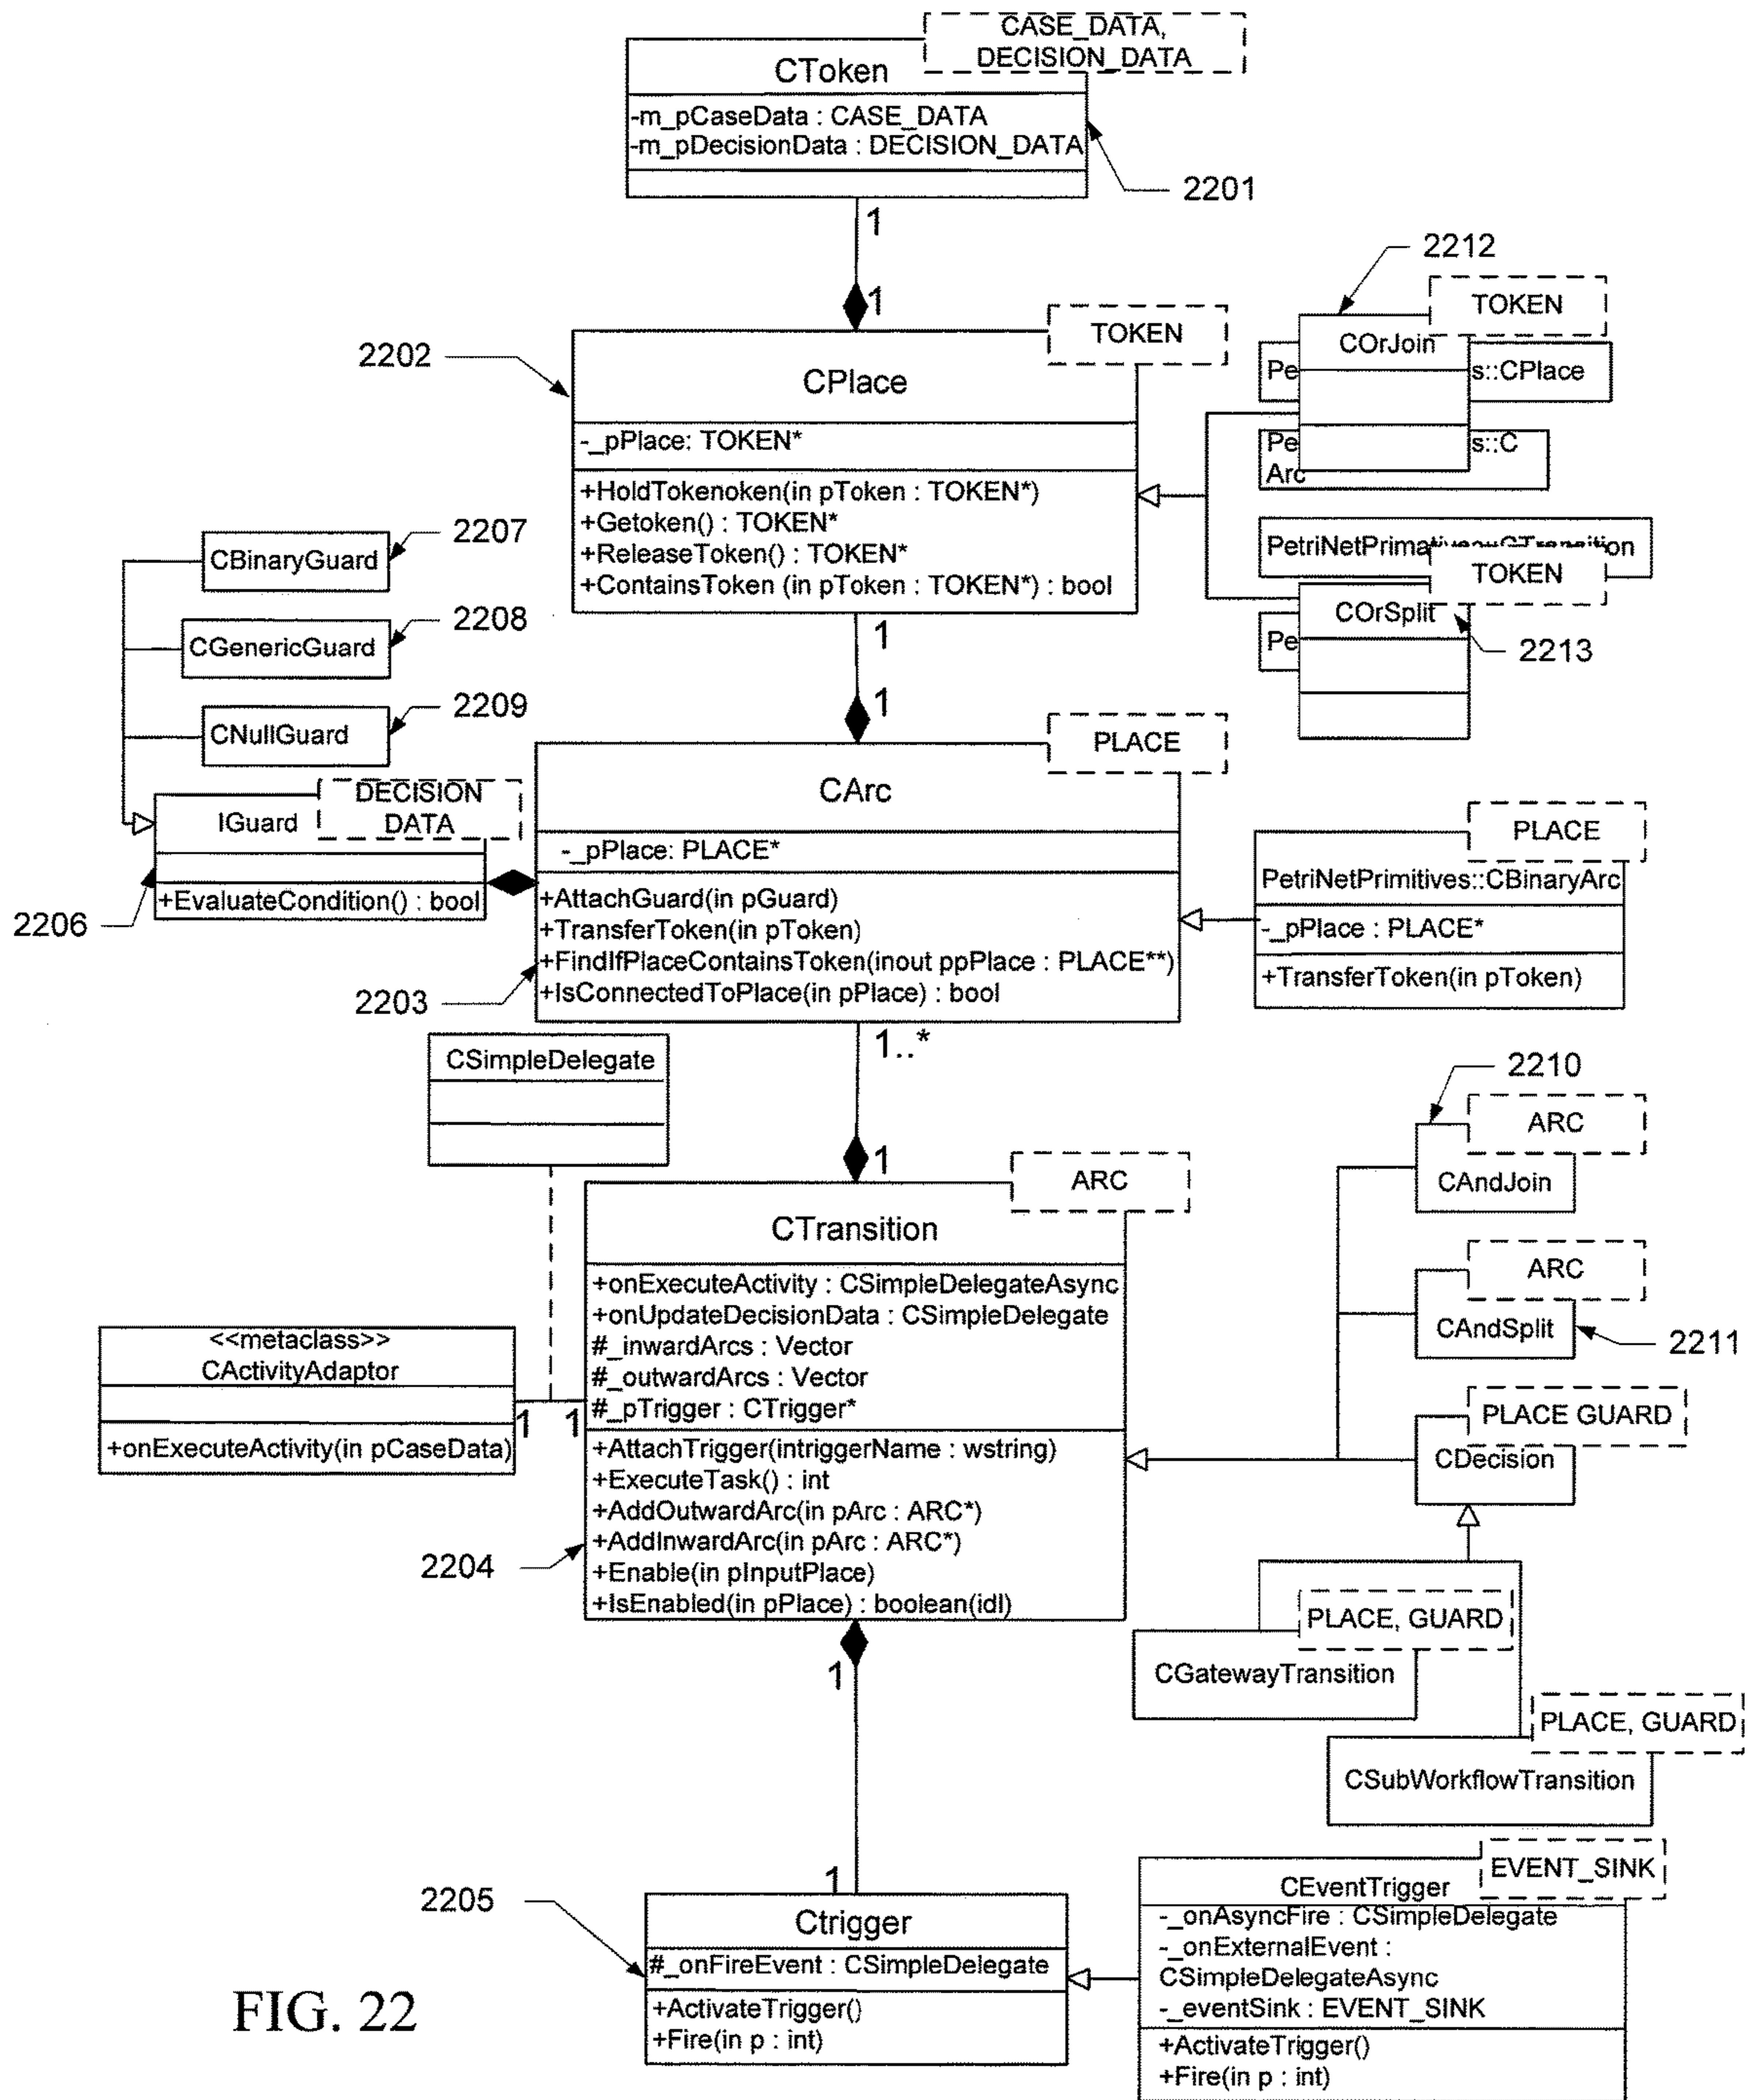 CASE_DATA,
DECISION_DATA
CToken
-m_pCaseData : CASE_DATA
-m_pDecisionData : DECISION_DATA
2201
1
1
2212
TOKEN
TOKEN
2202
CPlace
COrJoin
Pe
s::CPlace
-_pPlace: TOKEN*
Pe
s::C
Arc
+HoldTokenoken(in pToken : TOKEN*)
+Getoken() : TOKEN*
+ReleaseToken() : TOKEN*
+ContainsToken (in pToken : TOKEN*) : bool
TOKEN
COrSplit
Pe
2213
CBinaryGuard
2207
CGenericGuard
2208
CNullGuard
2209
1
1
PLACE
CArc
-_pPlace: PLACE*
+AttachGuard(in pGuard)
+TransferToken(in pToken)
+FindIfPlaceContainsToken(inout ppPlace : PLACE**)
+IsConnectedToPlace(in pPlace) : bool
2203
DECISION
DATA
IGuard
+EvaluateCondition() : bool
2206
PLACE
PetriNetPrimitives::CBinaryArc
-_pPlace : PLACE*
+TransferToken(in pToken)
1..*
CSimpleDelegate
1
2210
ARC
CAndJoin
ARC
CAndSplit
2211
PLACE GUARD
CDecision
ARC
CTransition
+onExecuteActivity : CSimpleDelegateAsync
+onUpdateDecisionData : CSimpleDelegate
#_inwardArcs : Vector
#_outwardArcs : Vector
#_pTrigger : CTrigger*
+AttachTrigger(intriggerName : wstring)
+ExecuteTask() : int
+AddOutwardArc(in pArc : ARC*)
+AddInwardArc(in pArc : ARC*)
+Enable(in pInputPlace)
+IsEnabled(in pPlace) : boolean(idl)
2204
<<metaclass>>
CActivityAdaptor
+onExecuteActivity(in pCaseData)
1
1
PLACE, GUARD
CGatewayTransition
PLACE, GUARD
CSubWorkflowTransition
1
1
2205
Ctrigger
#_onFireEvent : CSimpleDelegate
+ActivateTrigger()
+Fire(in p : int)
EVENT_SINK
CEventTrigger
-_onAsyncFire : CSimpleDelegate
-_onExternalEvent :
CSimpleDelegateAsync
-_eventSink : EVENT_SINK
+ActivateTrigger()
+Fire(in p : int)
FIG. 22